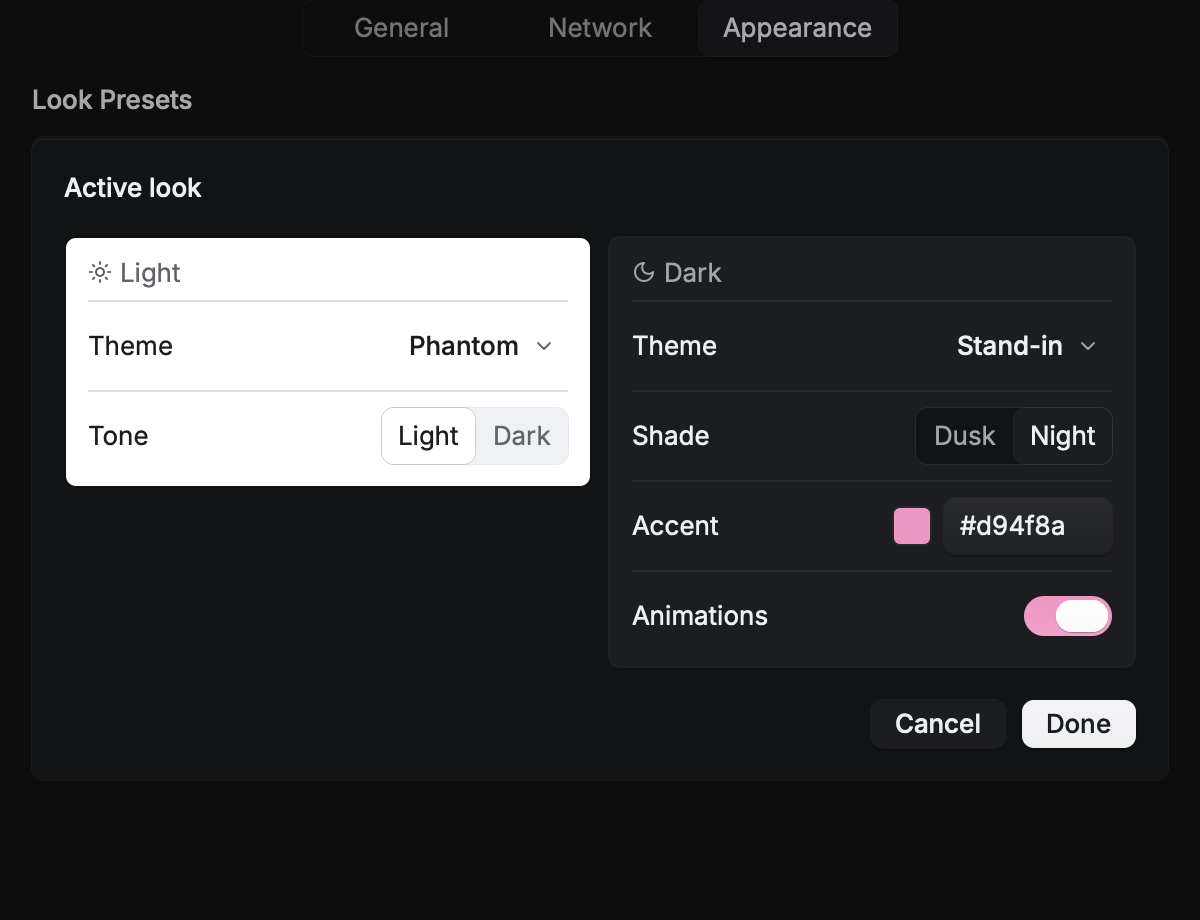 General Network Appearance
Look Presets
Active look
Light
Theme Phantom
Tone Light Dark
Dark
Theme Stand-in
Shade Dusk Night
Accent #d94f8a
Animations
Cancel Done